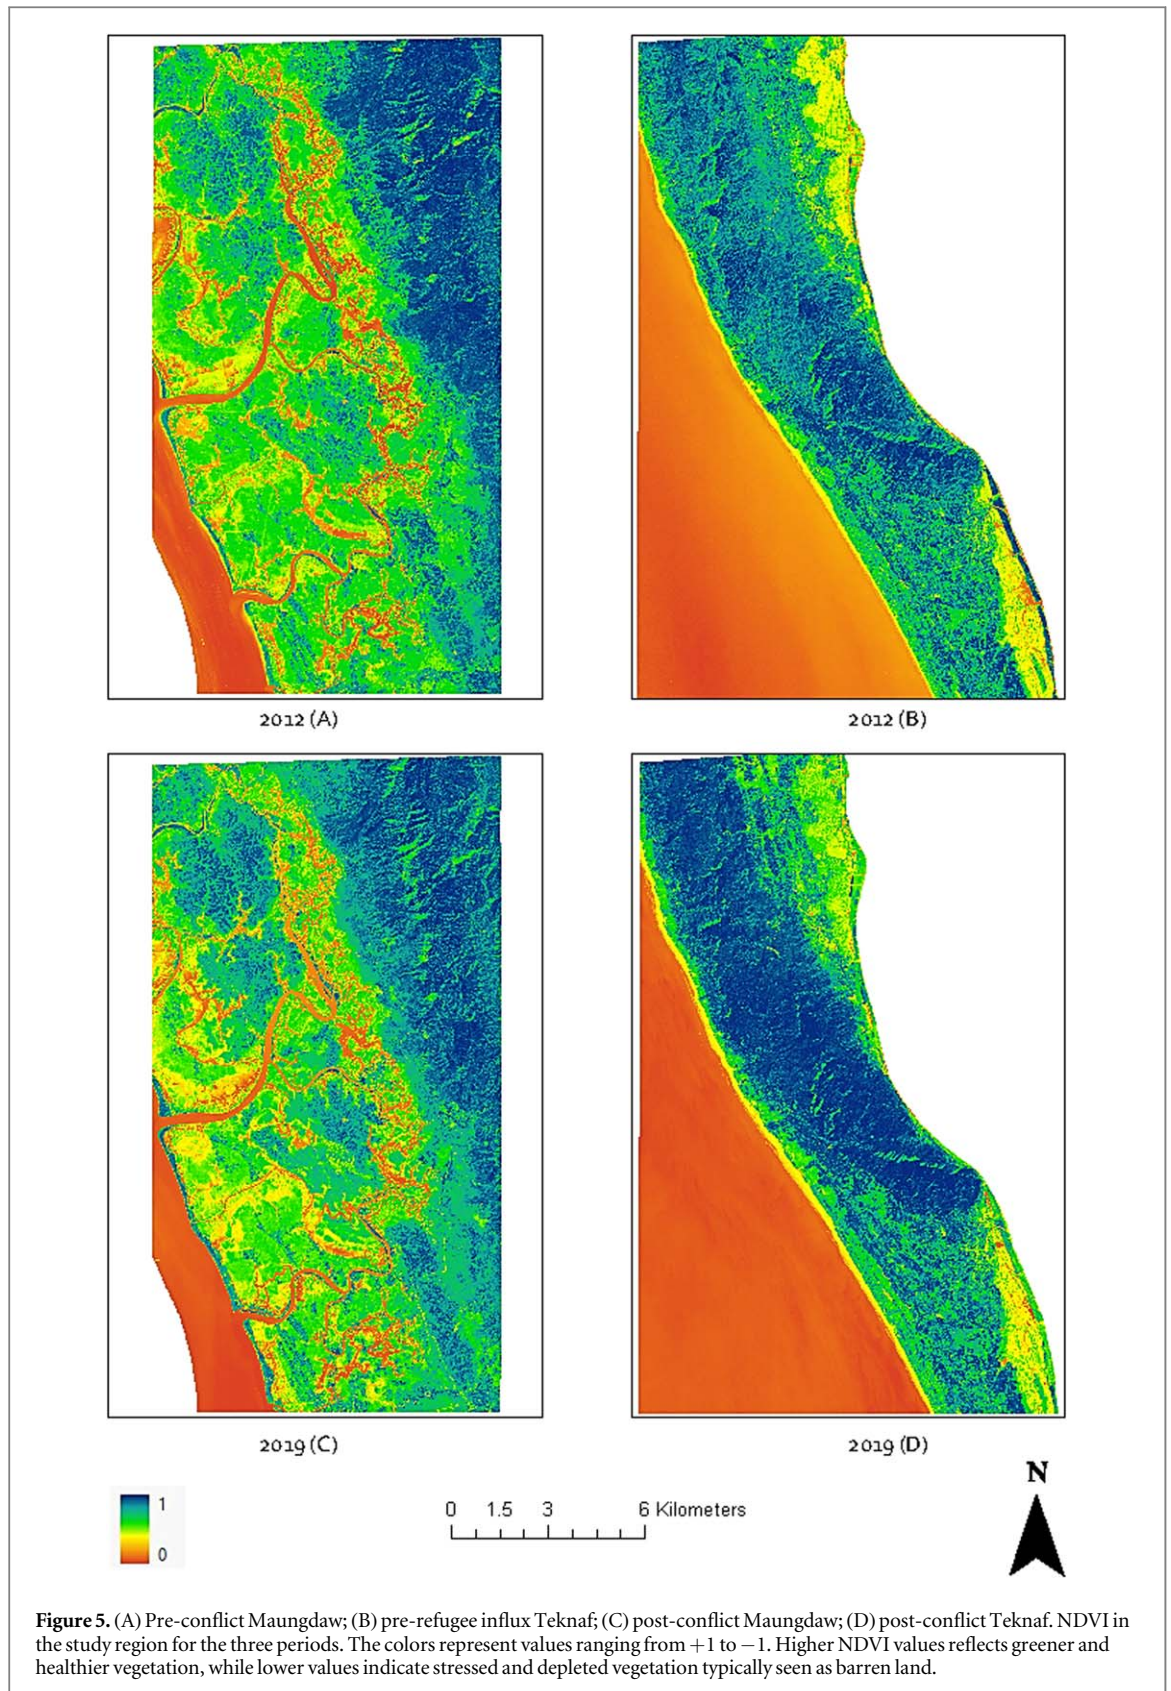 2012 (A)
2012 (B)
2019 (C)
2019 (D)
N
1
0
0 1.5 3 6 Kilometers
Figure 5. (A) Pre-conflict Maungdaw; (B) pre-refugee influx Teknaf; (C) post-conflict Maungdaw; (D) post-conflict Teknaf. NDVI in
the study region for the three periods. The colors represent values ranging from +1 to −1. Higher NDVI values reflects greener and
healthier vegetation, while lower values indicate stressed and depleted vegetation typically seen as barren land.